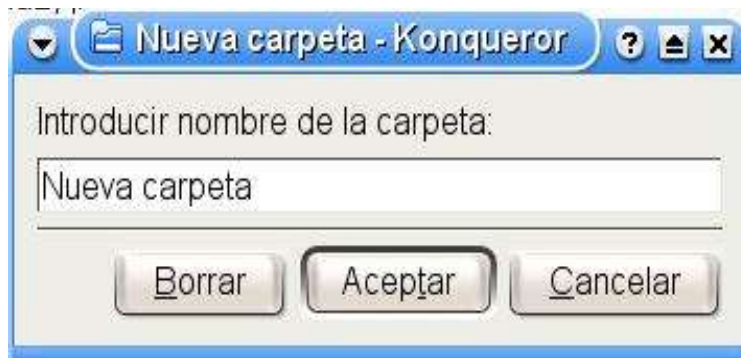 Nueva carpeta - Konqueror
Introducir nombre de la carpeta:
Nueva carpeta
Borrar Aceptar Cancelar